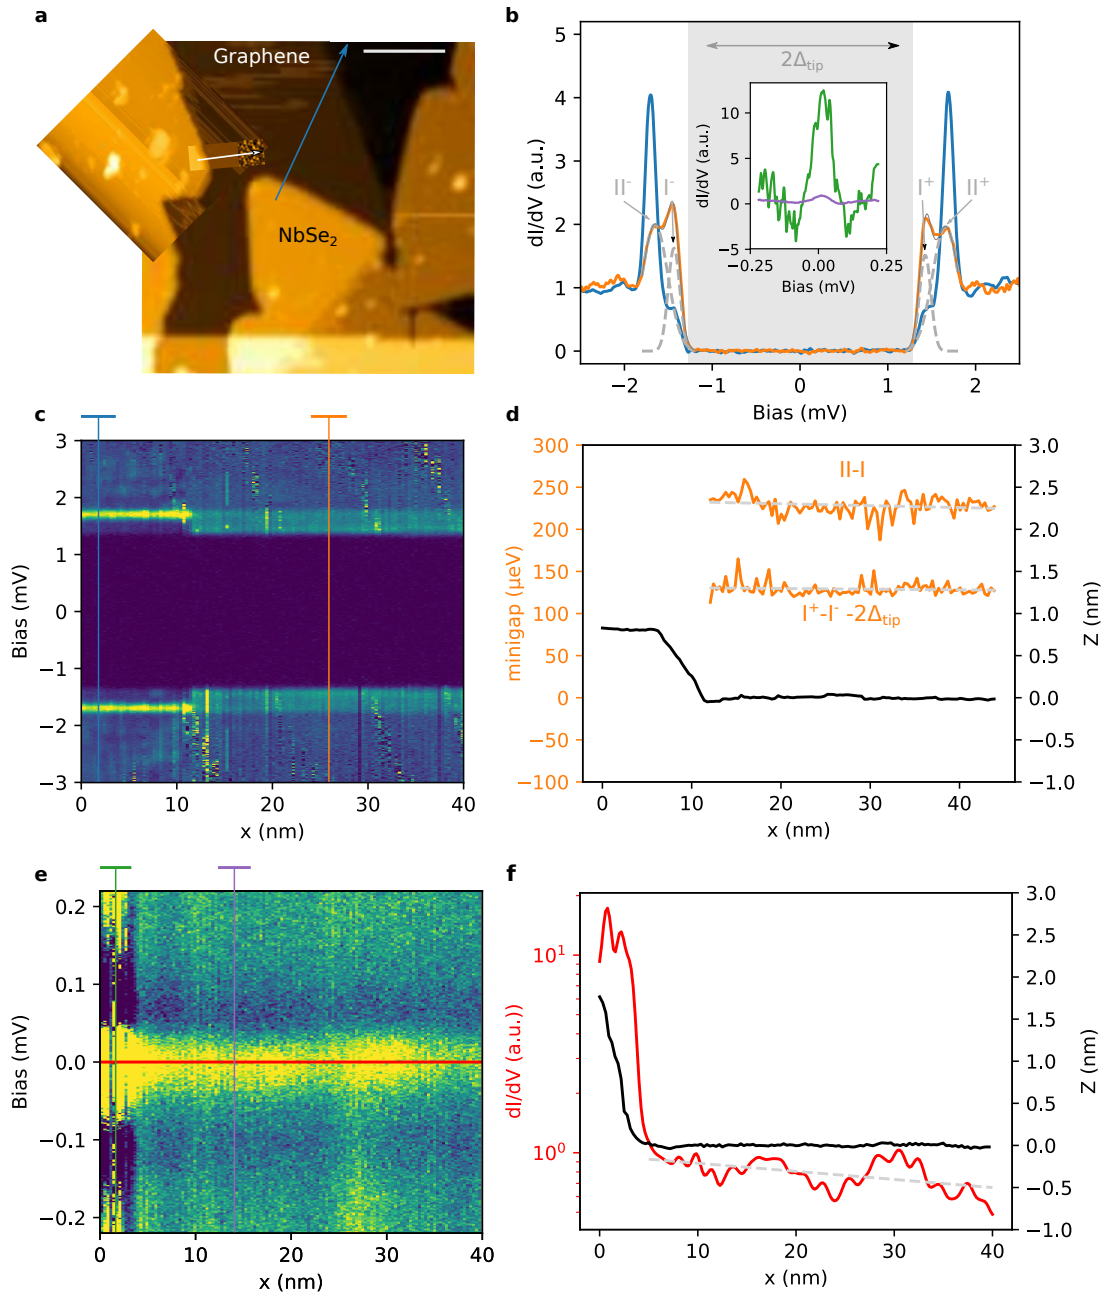 a
Graphene
NbSe₂
b
5
4
3
2
1
0
dI/dV (a.u.)
−2
−1
0
1
2
Bias (mV)
2Δtip
II⁻
I⁻
I⁺
II⁺
10
5
0
−5
dI/dV (a.u.)
−0.25
0.00
0.25
Bias (mV)
c
3
2
1
0
−1
−2
−3
Bias (mV)
0
10
20
30
40
x (nm)
d
300
250
200
150
100
50
0
−50
−100
minigap (μeV)
II-I
I⁺-I⁻ -2Δtip
3.0
2.5
2.0
1.5
1.0
0.5
0.0
−0.5
−1.0
Z (nm)
0
10
20
30
40
x (nm)
e
0.2
0.1
0.0
−0.1
−0.2
Bias (mV)
0
10
20
30
40
x (nm)
f
10¹
10⁰
dI/dV (a.u.))
3.0
2.5
2.0
1.5
1.0
0.5
0.0
−0.5
−1.0
Z (nm)
0
10
20
30
40
x (nm)